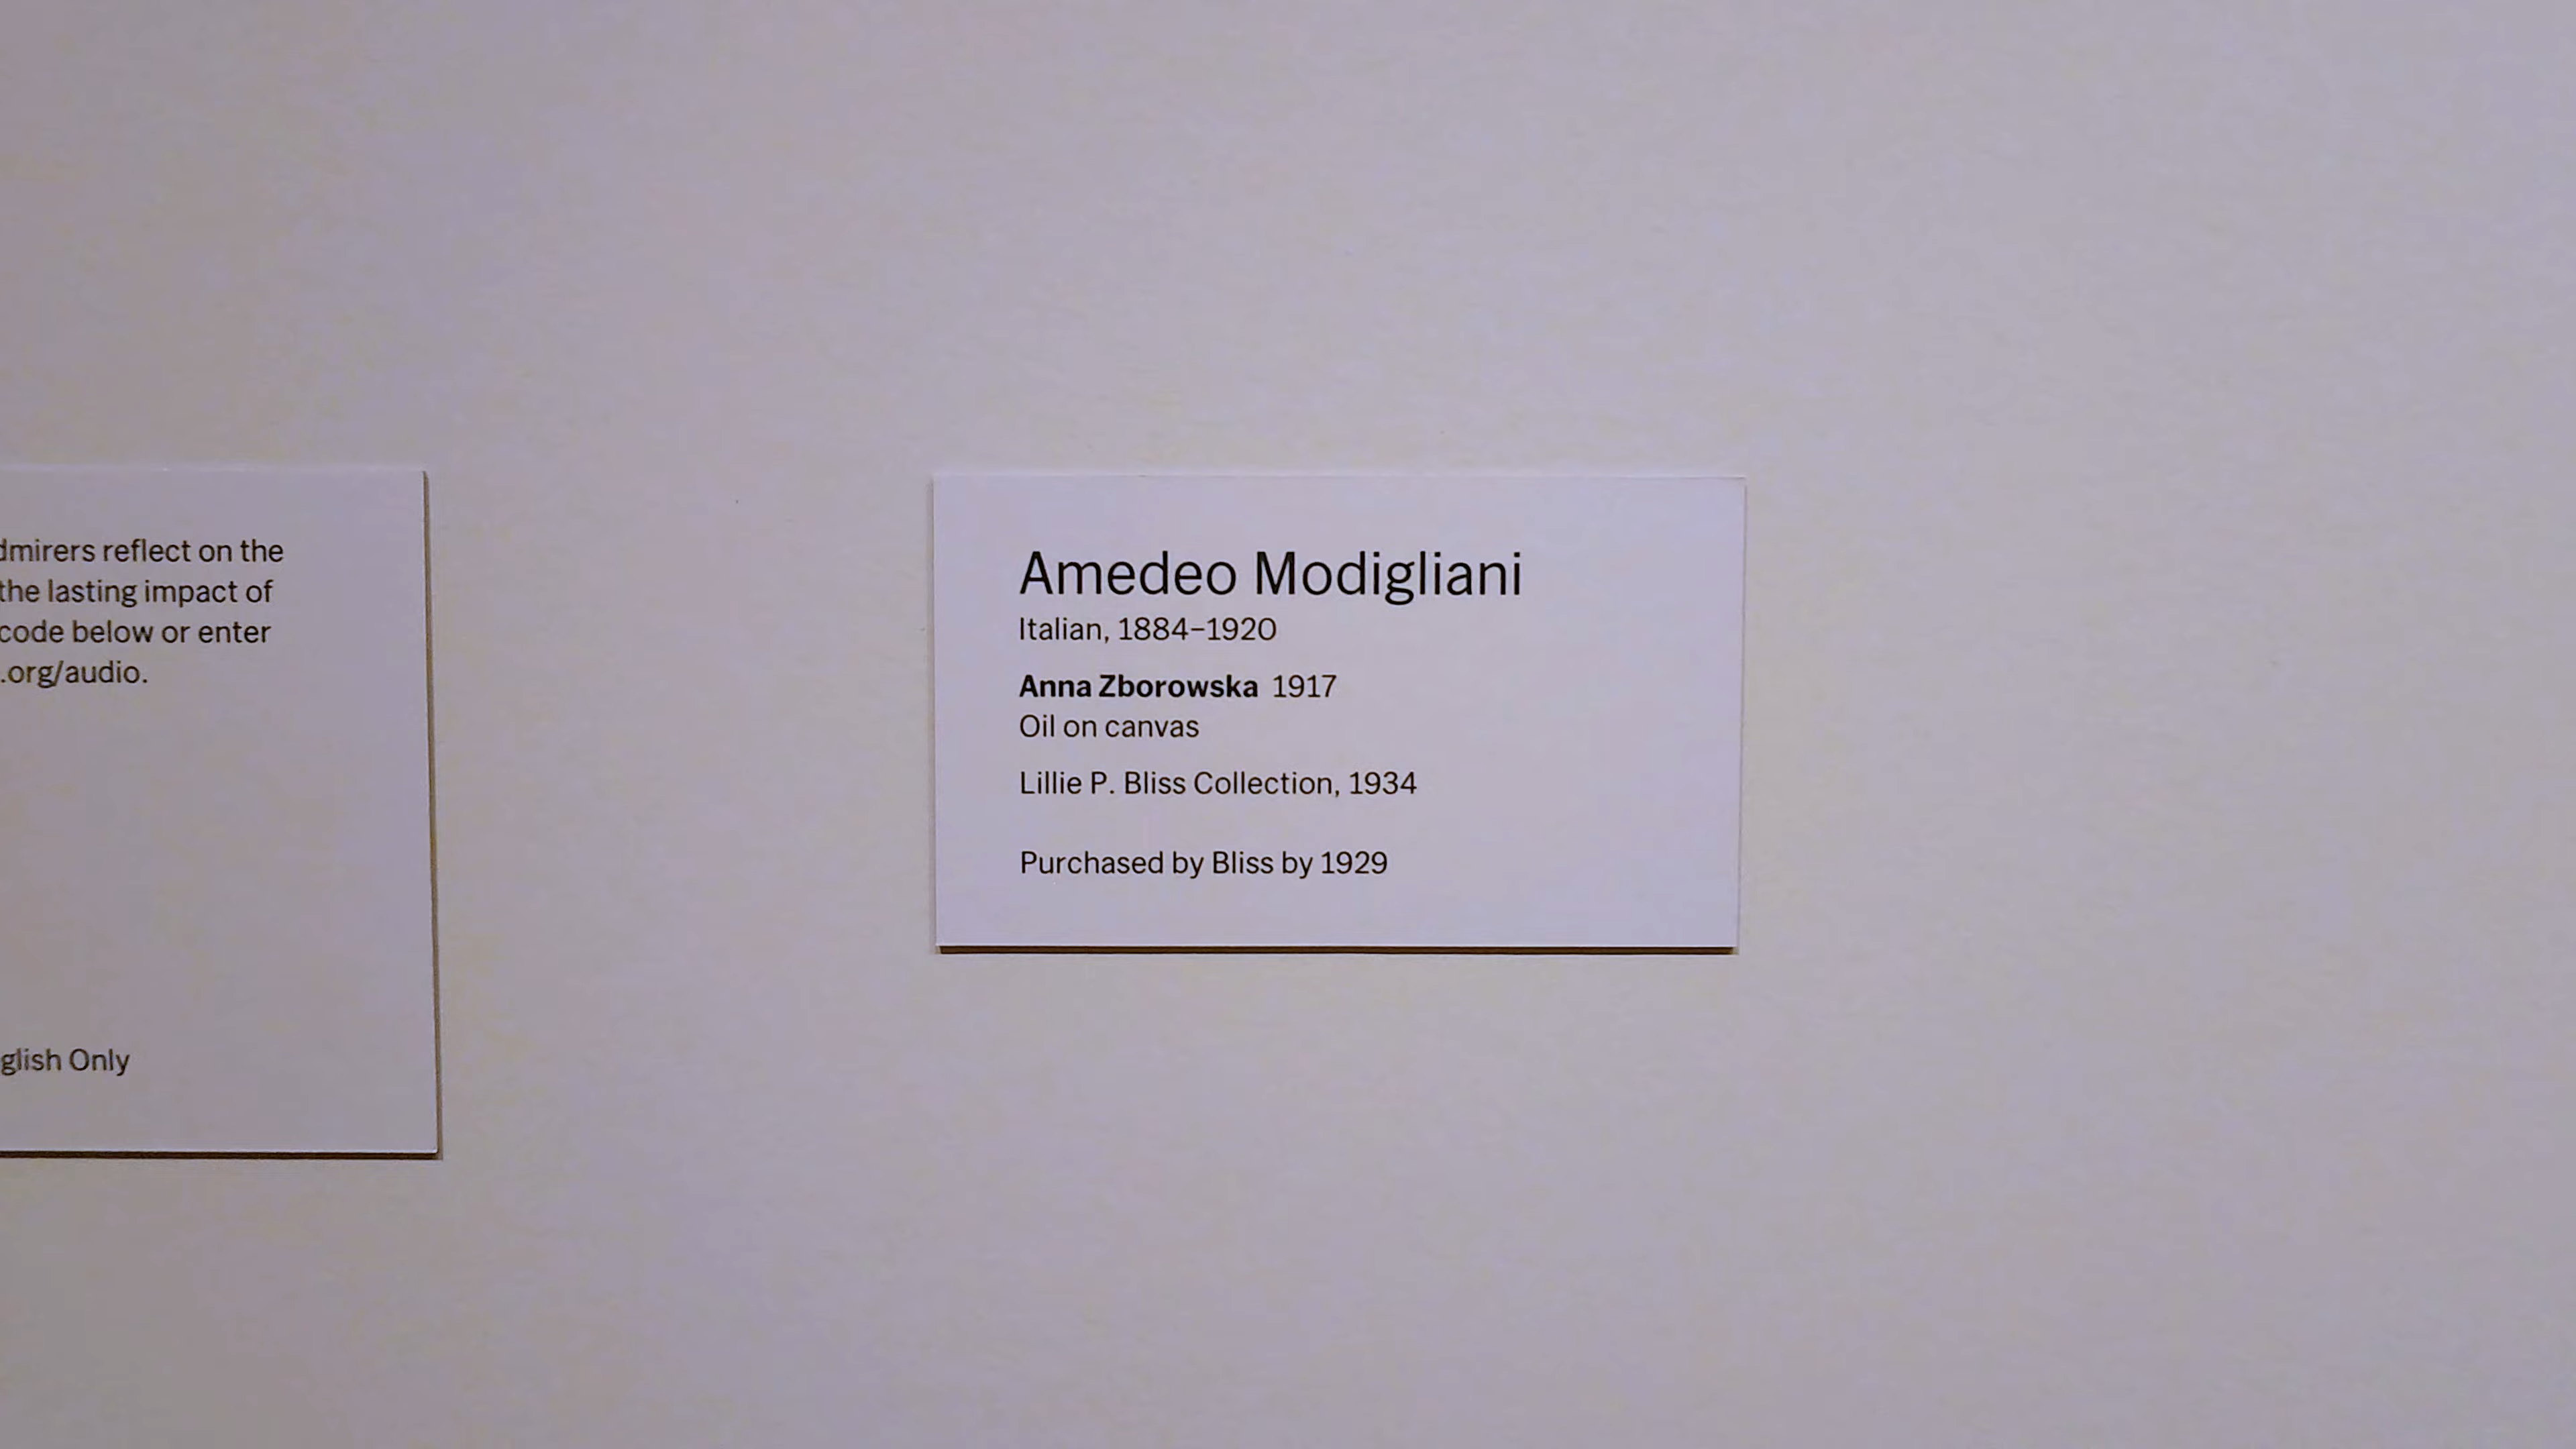 dmirers reflect on the
the lasting impact of
code below or enter
.org/audio.
glish Only
Amedeo Modigliani
Italian, 1884–1920
Anna Zborowska 1917
Oil on canvas
Lillie P. Bliss Collection, 1934
Purchased by Bliss by 1929